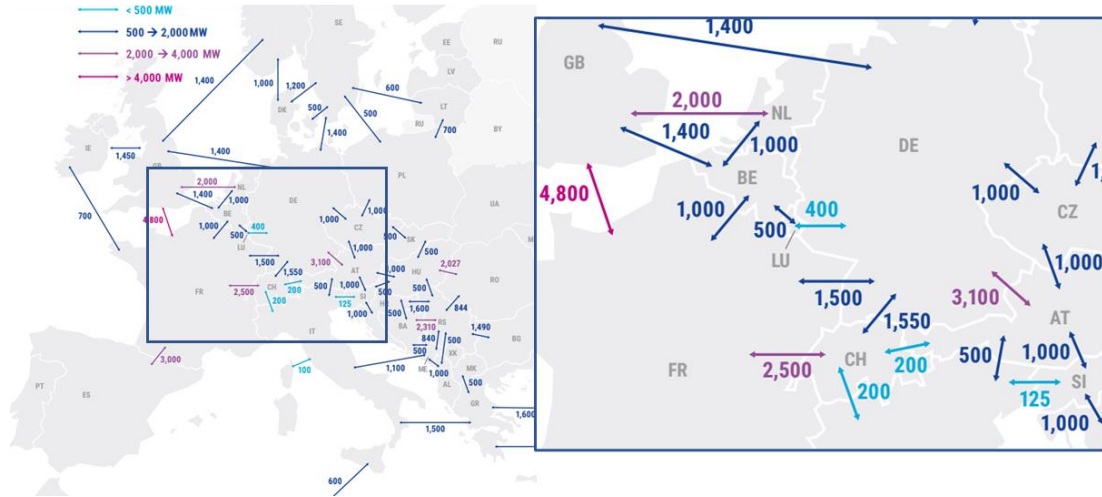 < 500 MW
500 → 2,000 MW
2,000 → 4,000 MW
> 4,000 MW
SE
EE
RU
LV
LT
RU
BY
DK
IE
GB
PL
NL
DE
UA
BE
CZ
LU
SK
AT
HU
CH
FR
SI
RO
HR
BA
RS
IT
XK
BG
ME
MK
AL
PT
ES
GR
1,400
1,000
1,200
600
500
500
1,400
700
1,450
1,400
700
2,000
1,400
1,000
4,800
1,000
500
400
1,000
1,000
500
500
1,000
3,100
1,500
1,550
2,027
2,500
200
200
500
1,000
1,000
500
125
1,000
500
1,600
844
2,310
840
500
1,490
500
1,000
500
3,000
100
1,100
1,500
1,600
600
1,400
GB
2,000
NL
1,400
1,000
DE
BE
4,800
1,000
1,000
CZ
400
500
LU
1,000
3,100
1,500
1,550
AT
FR
2,500
CH
200
500
1,000
SI
200
125
1,000